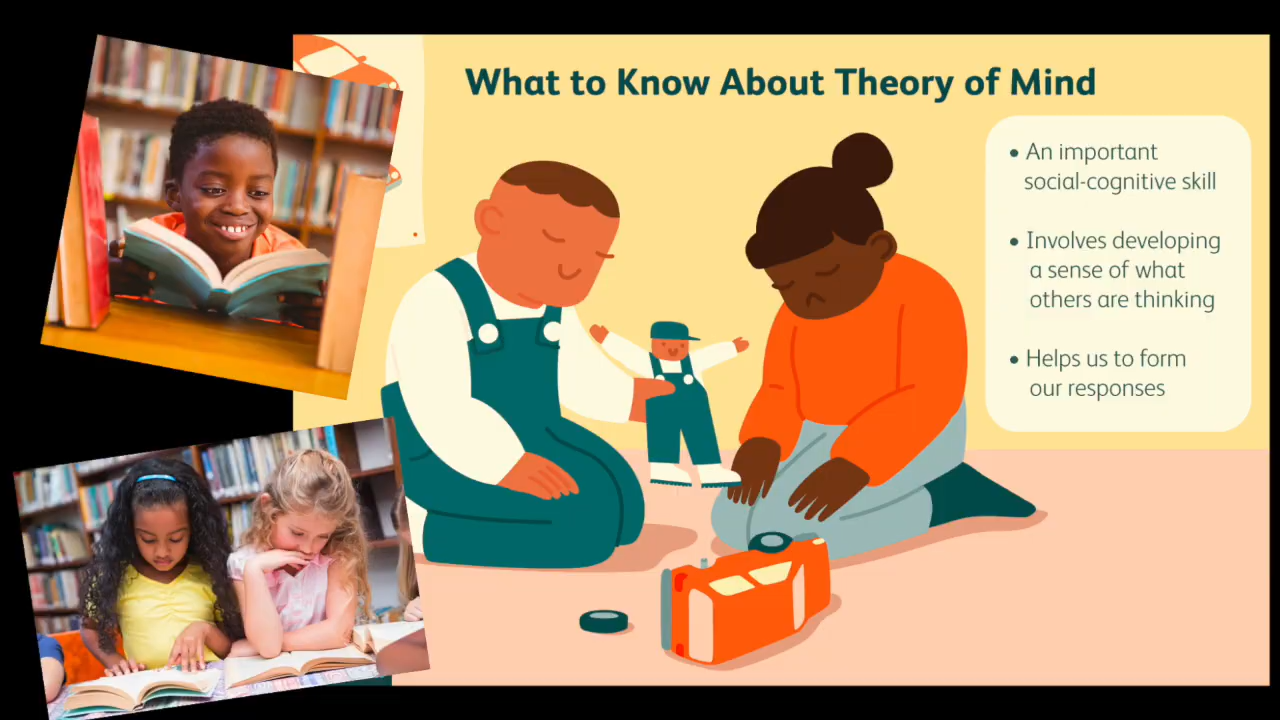 What to Know About Theory of Mind
• An important
social-cognitive skill
• Involves developing
a sense of what
others are thinking
• Helps us to form
our responses